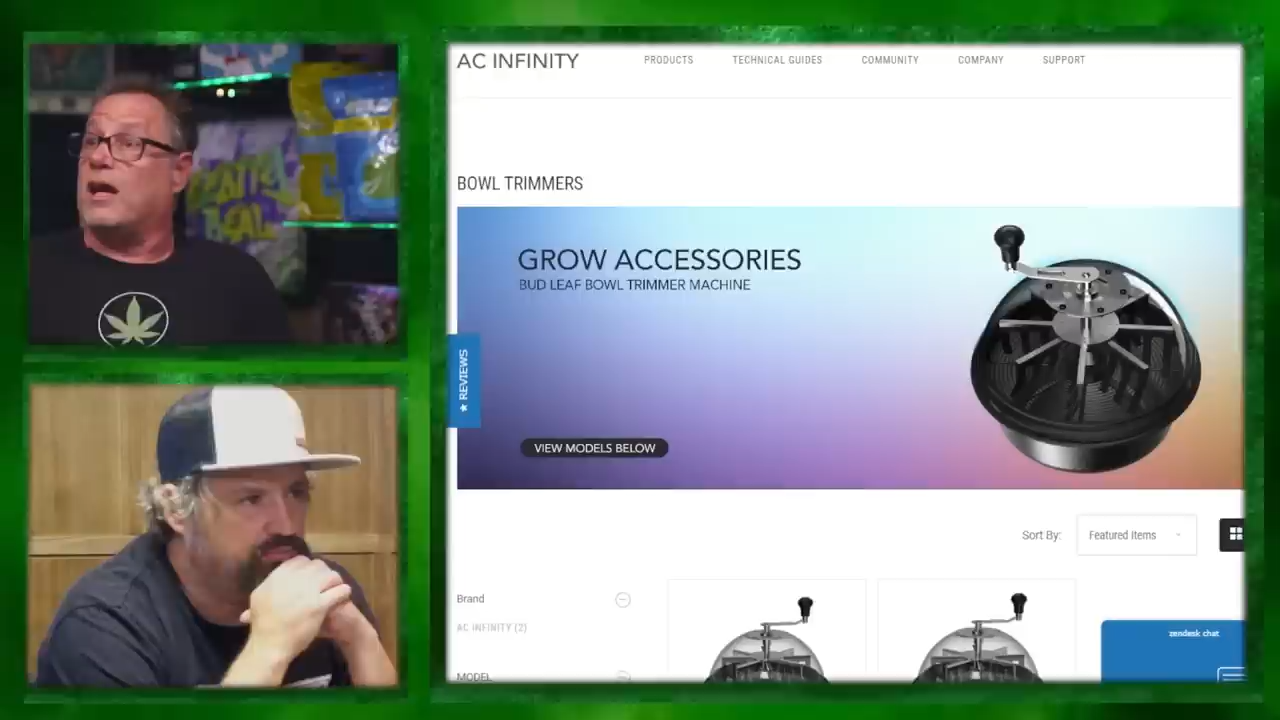 AC INFINITY
PRODUCTS
TECHNICAL GUIDES
COMMUNITY
COMPANY
SUPPORT
BOWL TRIMMERS
GROW ACCESSORIES
BUD LEAF BOWL TRIMMER MACHINE
★ REVIEWS
VIEW MODELS BELOW
Sort By:
Featured Items
Brand
AC INFINITY (2)
MODEL
zendesk chat